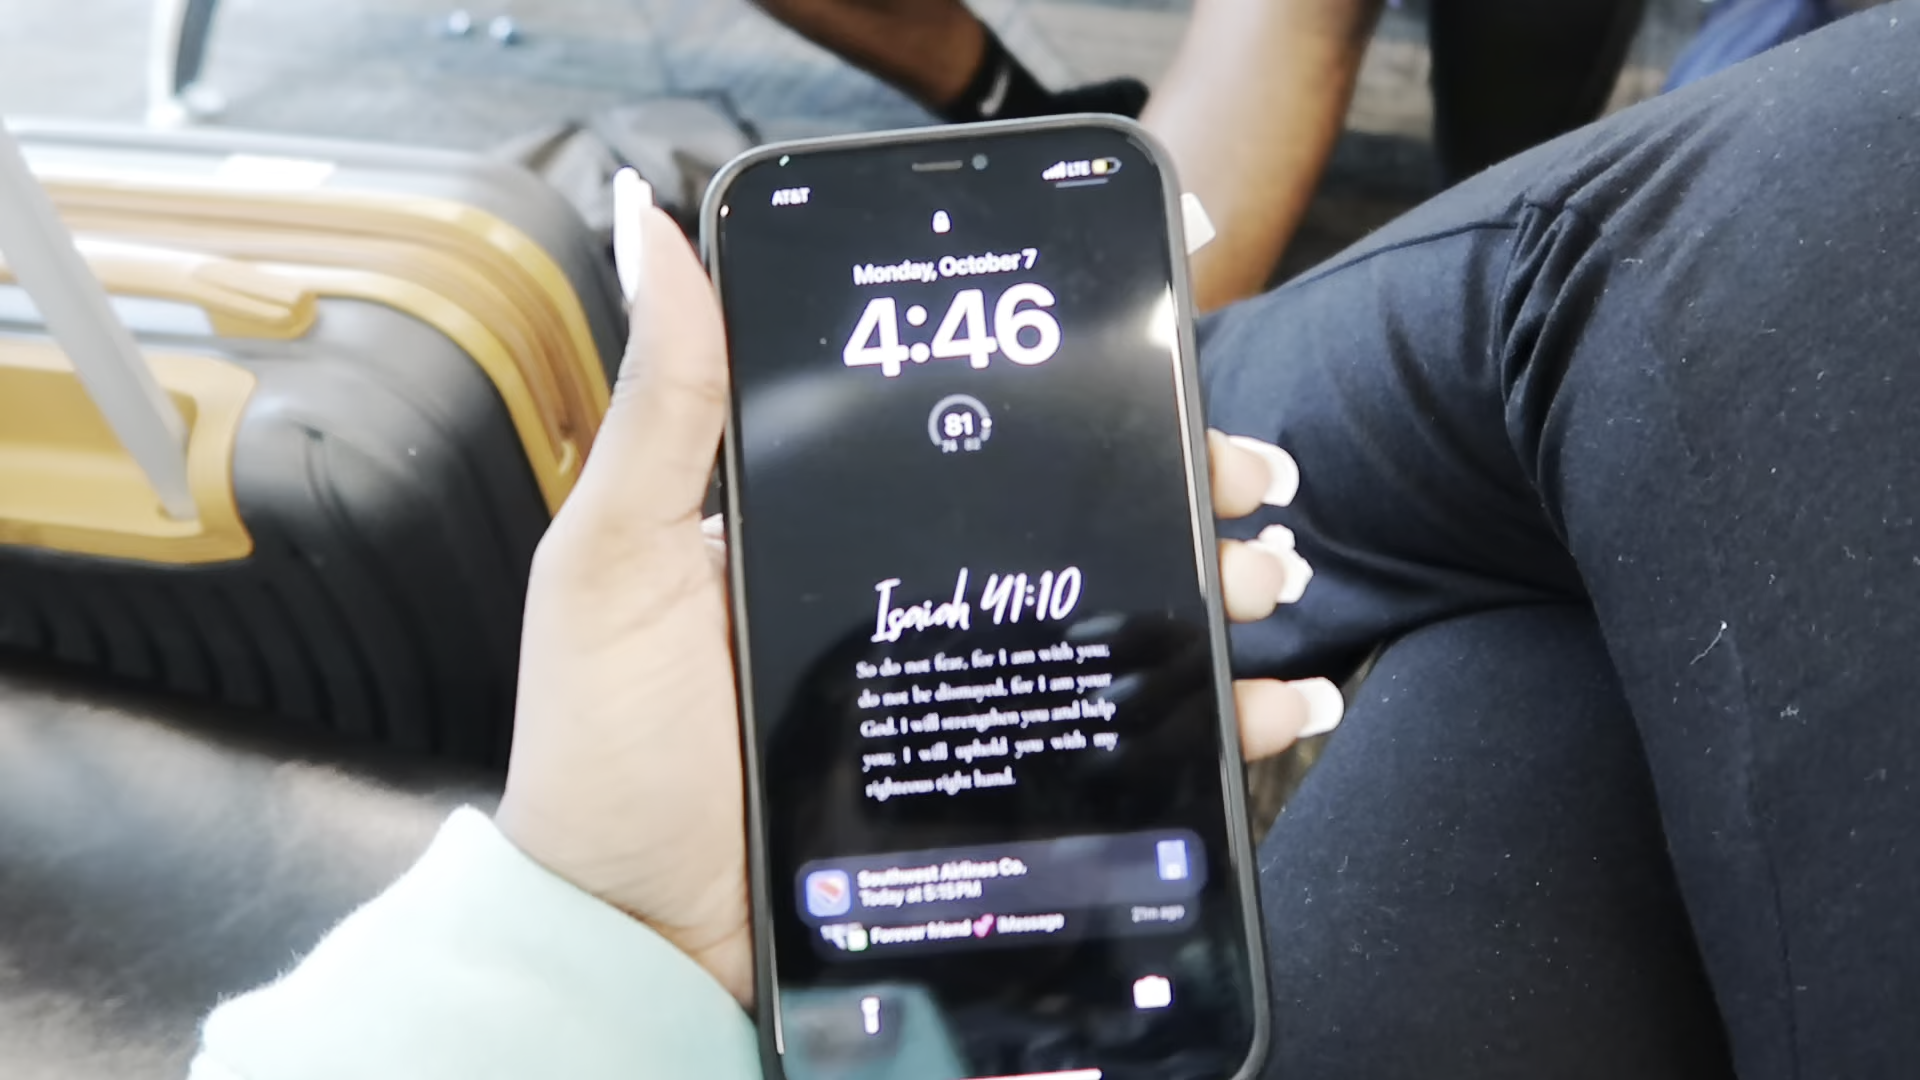 AT&T
LTE
Monday, October 7
4:46
81
Isaiah 41:10
So do not fear, for I am with you;
do not be dismayed, for I am your
God. I will strengthen you and help
you; I will uphold you with my
righteous right hand.
Southwest Airlines Co.
Today at 5:15 PM
Forever friend 💕 iMessage
21m ago